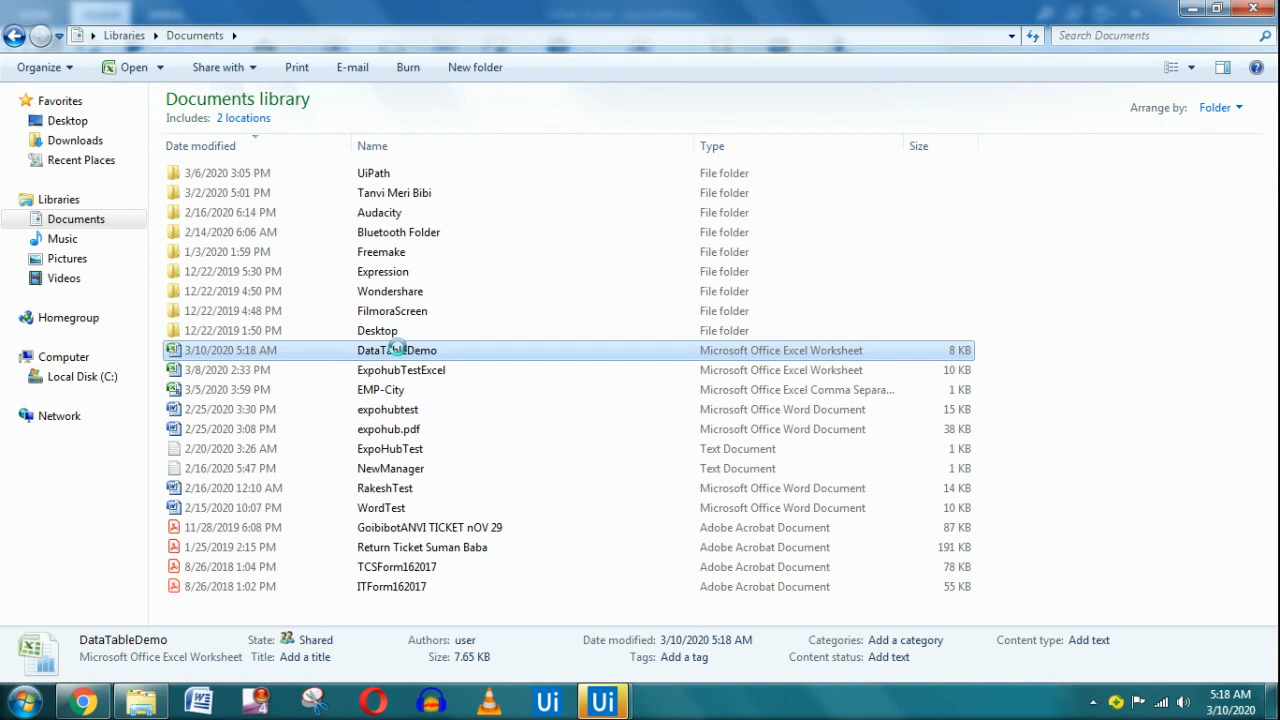 Libraries Documents
Search Documents
Organize Open Share with Print E-mail Burn New folder
Favorites
Desktop
Downloads
Recent Places
Libraries
Documents
Music
Pictures
Videos
Homegroup
Computer
Local Disk (C:)
Network
Documents library
Includes: 2 locations
Arrange by: Folder
Date modified Name Type Size
3/6/2020 3:05 PM UiPath File folder
3/2/2020 5:01 PM Tanvi Meri Bibi File folder
2/16/2020 6:14 PM Audacity File folder
2/14/2020 6:06 AM Bluetooth Folder File folder
1/3/2020 1:59 PM Freemake File folder
12/22/2019 5:30 PM Expression File folder
12/22/2019 4:50 PM Wondershare File folder
12/22/2019 4:48 PM FilmoraScreen File folder
12/22/2019 1:50 PM Desktop File folder
3/10/2020 5:18 AM DataTableDemo Microsoft Office Excel Worksheet 8 KB
3/8/2020 2:33 PM ExpohubTestExcel Microsoft Office Excel Worksheet 10 KB
3/5/2020 3:59 PM EMP-City Microsoft Office Excel Comma Separa... 1 KB
2/25/2020 3:30 PM expohubtest Microsoft Office Word Document 15 KB
2/25/2020 3:08 PM expohub.pdf Microsoft Office Word Document 38 KB
2/20/2020 3:26 AM ExpoHubTest Text Document 1 KB
2/16/2020 5:47 PM NewManager Text Document 1 KB
2/16/2020 12:10 AM RakeshTest Microsoft Office Word Document 14 KB
2/15/2020 10:07 PM WordTest Microsoft Office Word Document 10 KB
11/28/2019 6:08 PM GoibibotANVI TICKET nOV 29 Adobe Acrobat Document 87 KB
1/25/2019 2:15 PM Return Ticket Suman Baba Adobe Acrobat Document 191 KB
8/26/2018 1:04 PM TCSForm162017 Adobe Acrobat Document 78 KB
8/26/2018 1:02 PM ITForm162017 Adobe Acrobat Document 55 KB
DataTableDemo State: Shared Authors: user Date modified: 3/10/2020 5:18 AM Categories: Add a category Content type: Add text
Microsoft Office Excel Worksheet Title: Add a title Size: 7.65 KB Tags: Add a tag Content status: Add text
4 Ui Ui
5:18 AM
3/10/2020